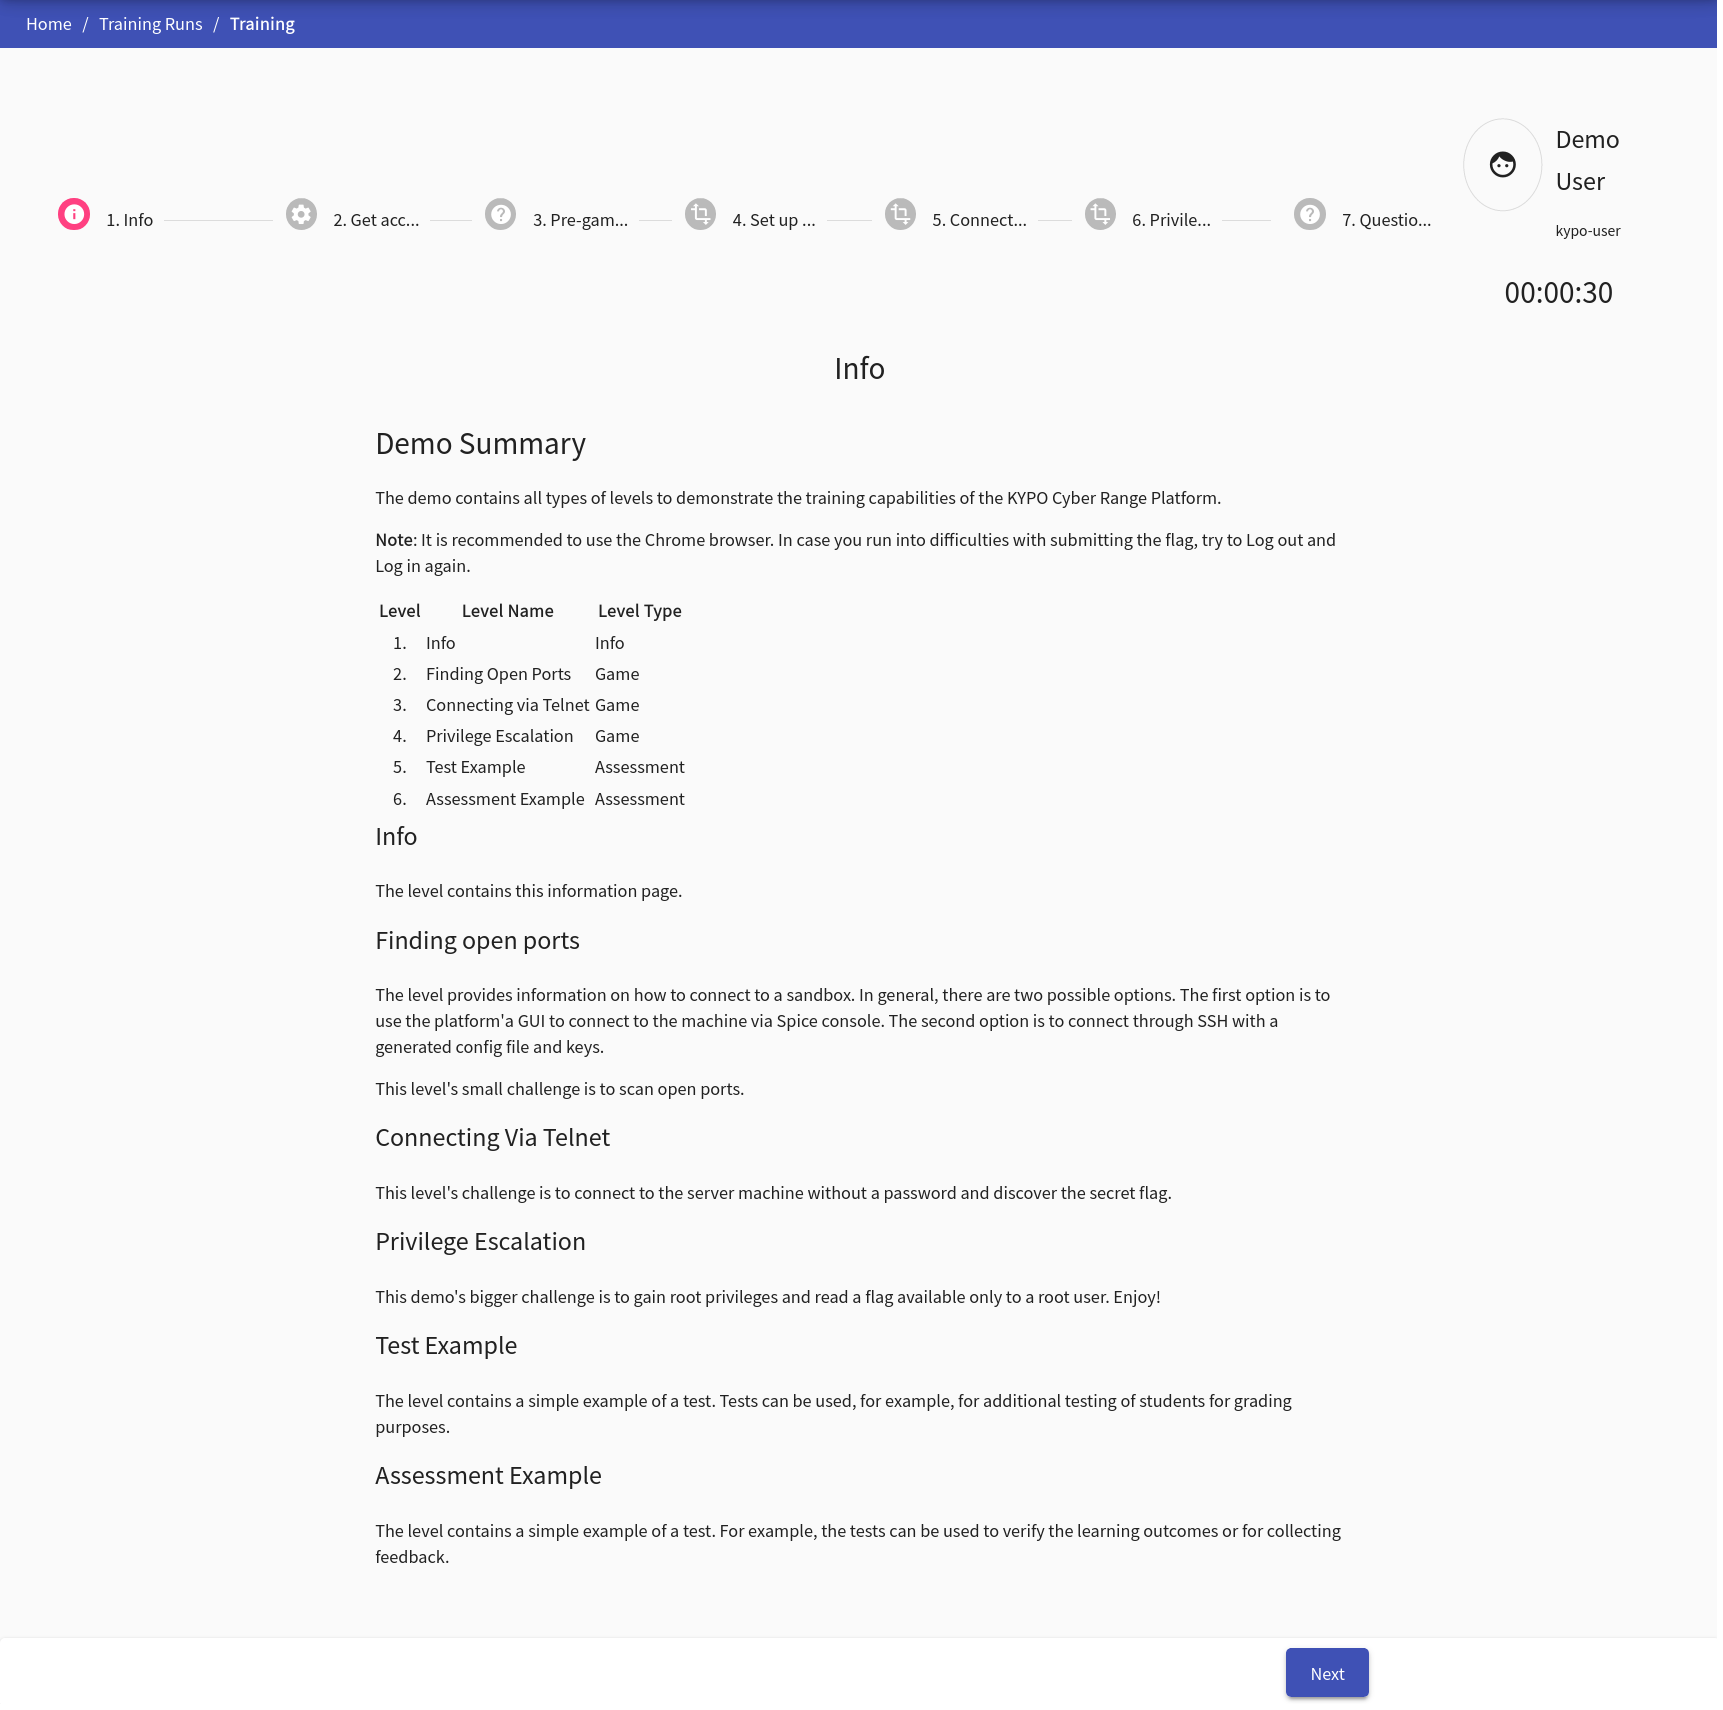 Home / Training Runs / Training
Demo
User
kypo-user
1. Info
2. Get acc...
3. Pre-gam...
4. Set up ...
5. Connect...
6. Privile...
7. Questio...
00:00:30
Info
Demo Summary
The demo contains all types of levels to demonstrate the training capabilities of the KYPO Cyber Range Platform.
Note: It is recommended to use the Chrome browser. In case you run into difficulties with submitting the flag, try to Log out and
Log in again.
Level Level Name Level Type
1. Info Info
2. Finding Open Ports Game
3. Connecting via Telnet Game
4. Privilege Escalation Game
5. Test Example Assessment
6. Assessment Example Assessment
Info
The level contains this information page.
Finding open ports
The level provides information on how to connect to a sandbox. In general, there are two possible options. The first option is to
use the platform'a GUI to connect to the machine via Spice console. The second option is to connect through SSH with a
generated config file and keys.
This level's small challenge is to scan open ports.
Connecting Via Telnet
This level's challenge is to connect to the server machine without a password and discover the secret flag.
Privilege Escalation
This demo's bigger challenge is to gain root privileges and read a flag available only to a root user. Enjoy!
Test Example
The level contains a simple example of a test. Tests can be used, for example, for additional testing of students for grading
purposes.
Assessment Example
The level contains a simple example of a test. For example, the tests can be used to verify the learning outcomes or for collecting
feedback.
Next